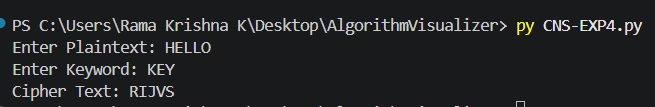 PS C:\Users\Rama Krishna K\Desktop\AlgorithmVisualizer> py CNS-EXP4.py
Enter Plaintext: HELLO
Enter Keyword: KEY
Cipher Text: RIJVS